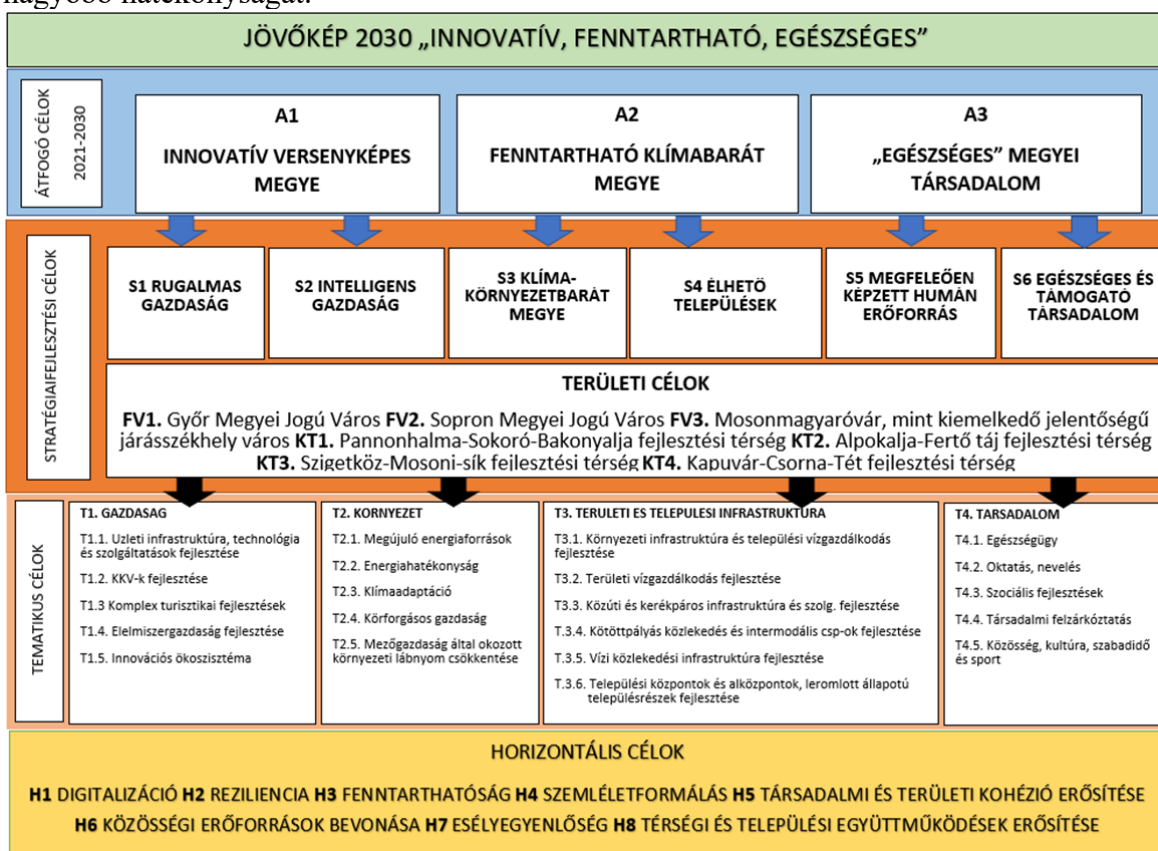 nagyobb hatékonyságát.
JÖVŐKÉP 2030 „INNOVATÍV, FENNTARTHATÓ, EGÉSZSÉGES”
ÁTFOGÓ CÉLOK
2021-2030
A1
INNOVATÍV VERSENYKÉPES
MEGYE
A2
FENNTARTHATÓ KLÍMABARÁT
MEGYE
A3
„EGÉSZSÉGES” MEGYEI
TÁRSADALOM
STRATÉGIAIFEJLESZTÉSI CÉLOK
S1 RUGALMAS
GAZDASÁG
S2 INTELLIGENS
GAZDASÁG
S3 KLÍMA-
KÖRNYEZETBARÁT
MEGYE
S4 ÉLHETŐ
TELEPÜLÉSEK
S5 MEGFELEŐEN
KÉPZETT HUMÁN
ERŐFORRÁS
S6 EGÉSZSÉGES ÉS
TÁMOGATÓ
TÁRSADALOM
TERÜLETI CÉLOK
FV1. Győr Megyei Jogú Város FV2. Sopron Megyei Jogú Város FV3. Mosonmagyaróvár, mint kiemelkedő jelentőségű
járásszékhely város KT1. Pannonhalma-Sokoró-Bakonyalja fejlesztési térség KT2. Alpokalja-Fertő táj fejlesztési térség
KT3. Szigetköz-Mosoni-sík fejlesztési térség KT4. Kapuvár-Csorna-Tét fejlesztési térség
TEMATIKUS CÉLOK
T1. GAZDASAG
T1.1. Uzleti infrastruktúra, technológia
és szolgáltatások fejlesztése
T1.2. KKV-k fejlesztése
T1.3 Komplex turisztikai fejlesztések
T1.4. Elelmiszergazdaság fejlesztése
T1.5. Innovációs ökoszisztéma
T2. KORNYEZET
T2.1. Megújuló energiaforrások
T2.2. Energiahatékonyság
T2.3. Klímaadaptáció
T2.4. Körforgásos gazdaság
T2.5. Mezőgazdaság által okozott
környezeti lábnyom csökkentése
T3. TERULETI ES TELEPULESI INFRASTRUKTÚRA
T3.1. Környezeti infrastruktúra és települési vízgazdálkodás
fejlesztése
T3.2. Területi vízgazdálkodás fejlesztése
T3.3. Közúti és kerékpáros infrastruktúra és szolg. fejlesztése
T.3.4. Kötöttpályás közlekedés és intermodális csp-ok fejlesztése
T.3.5. Vízi közlekedési infrastruktúra fejlesztése
T.3.6. Települési központok és alközpontok, leromlott állapotú
településrészek fejlesztése
T4. TARSADALOM
T4.1. Egészségügy
T4.2. Oktatás, nevelés
T4.3. Szociális fejlesztések
T4.4. Társadalmi felzárkóztatás
T4.5. Közösség, kultúra, szabadidő
és sport
HORIZONTÁLIS CÉLOK
H1 DIGITALIZÁCIÓ H2 REZILIENCIA H3 FENNTARTHATÓSÁG H4 SZEMLÉLETFORMÁLÁS H5 TÁRSADALMI ÉS TERÜLETI KOHÉZIÓ ERŐSÍTÉSE
H6 KÖZÖSSÉGI ERŐFORRÁSOK BEVONÁSA H7 ESÉLYEGYENLŐSÉG H8 TÉRSÉGI ÉS TELEPÜLÉSI EGYÜTTMŰKÖDÉSEK ERŐSÍTÉSE